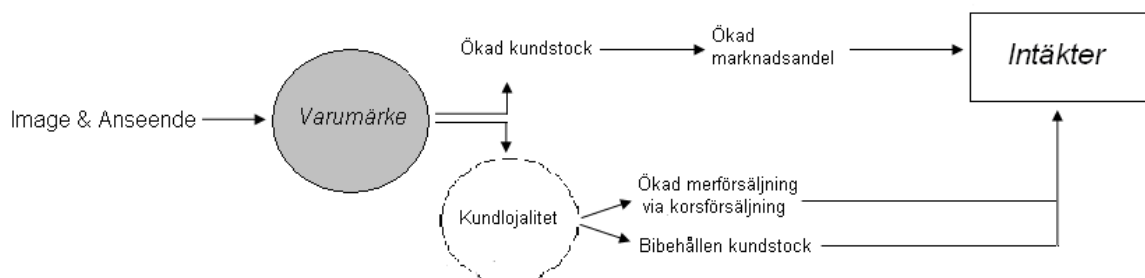 Image & Anseende
Varumärke
Ökad kundstock
Ökad
marknadsandel
Intäkter
Kundlojalitet
Ökad merförsäljning
via korsförsäljning
Bibehållen kundstock